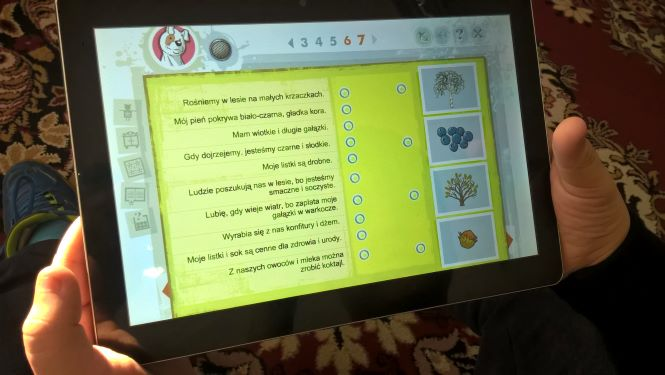 3 4 5 6 7
?
Rośniemy w lesie na małych krzaczkach.
Mój pień pokrywa biało-czarna, gładka kora.
Mam wiotkie i długie gałązki.
Gdy dojrzejemy, jesteśmy czarne i słodkie.
Moje listki są drobne.
Ludzie poszukują nas w lesie, bo jesteśmy
smaczne i soczyste.
Lubię, gdy wieje wiatr, bo zaplata moje
gałązki w warkocze.
Wyrabia się z nas konfitury i dżem.
Moje listki i sok są cenne dla zdrowia i urody.
Z naszych owoców i mleka można
zrobić koktajl.